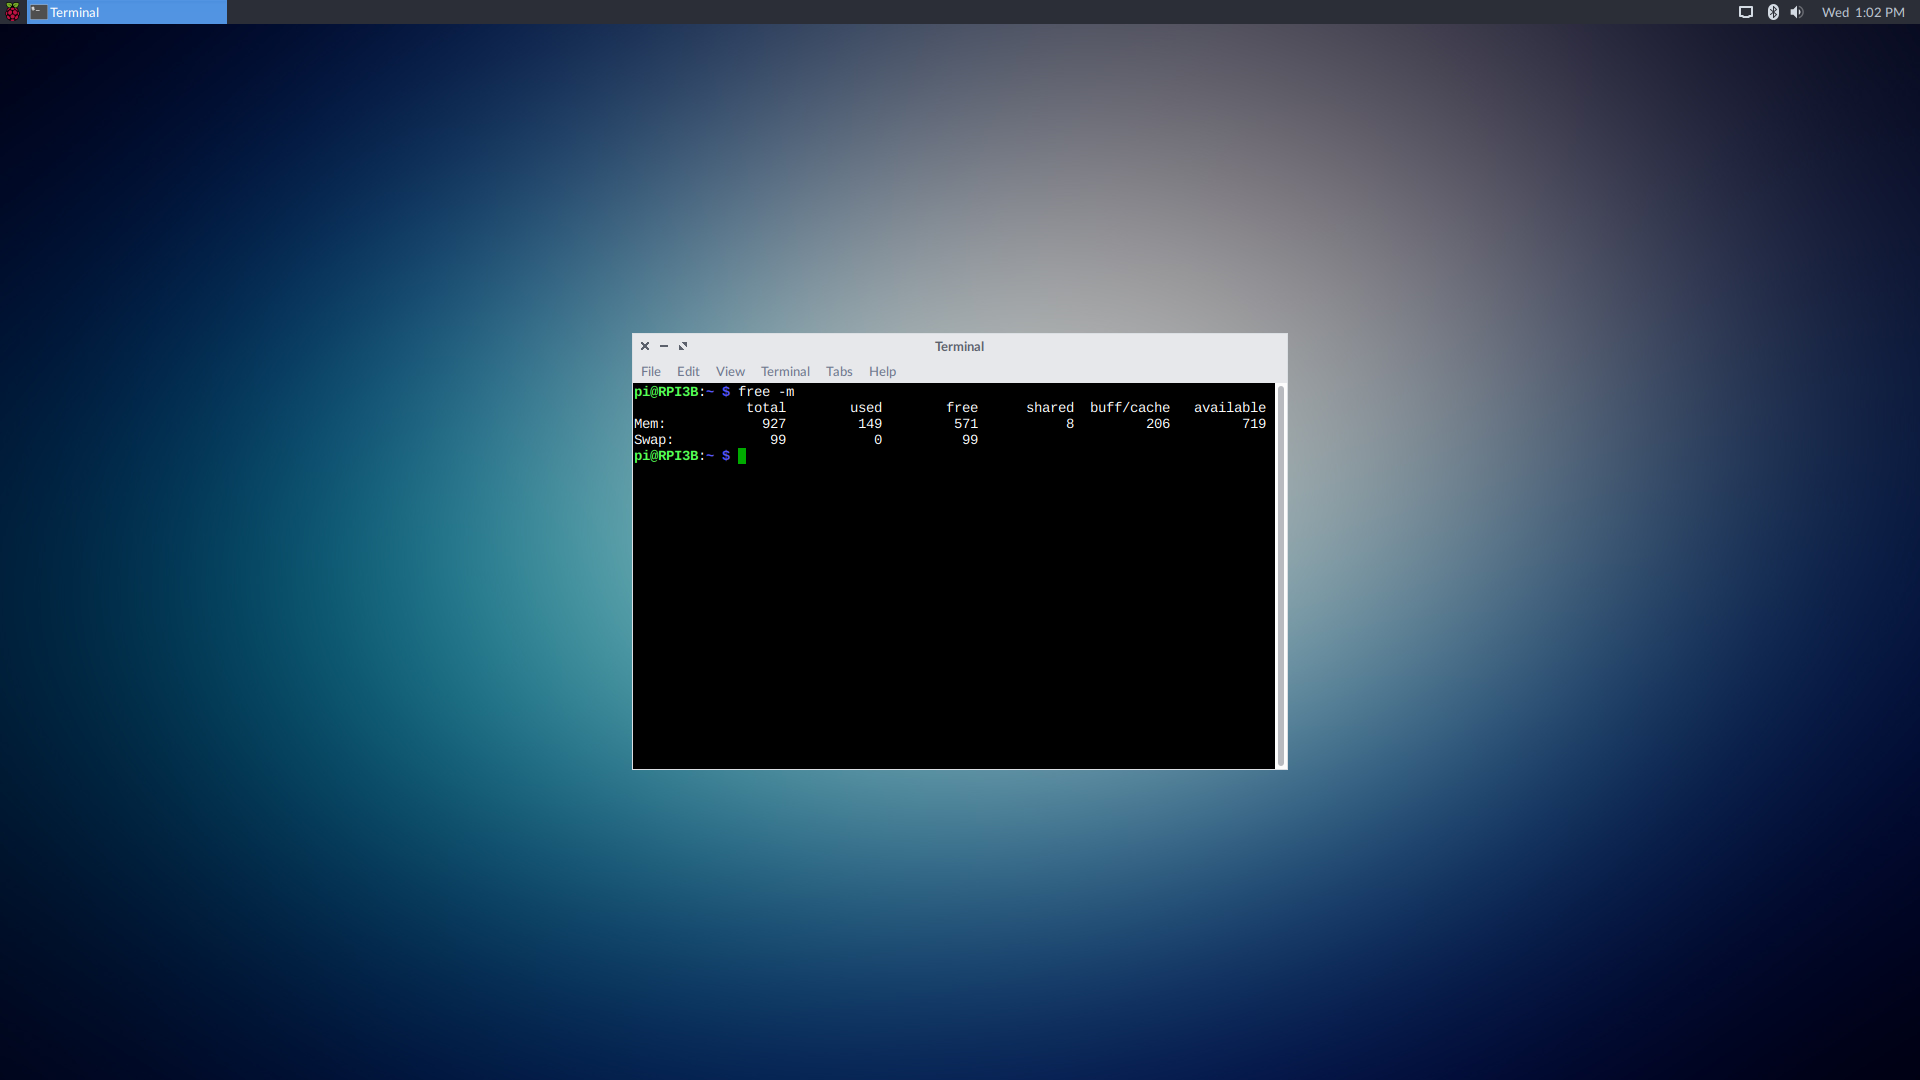 Terminal
Wed 1:02 PM
Terminal
File Edit View Terminal Tabs Help
pi@RPI3B:~ $ free -m
              total        used        free      shared  buff/cache   available
Mem:            927         149         571           8         206         719
Swap:            99           0          99
pi@RPI3B:~ $